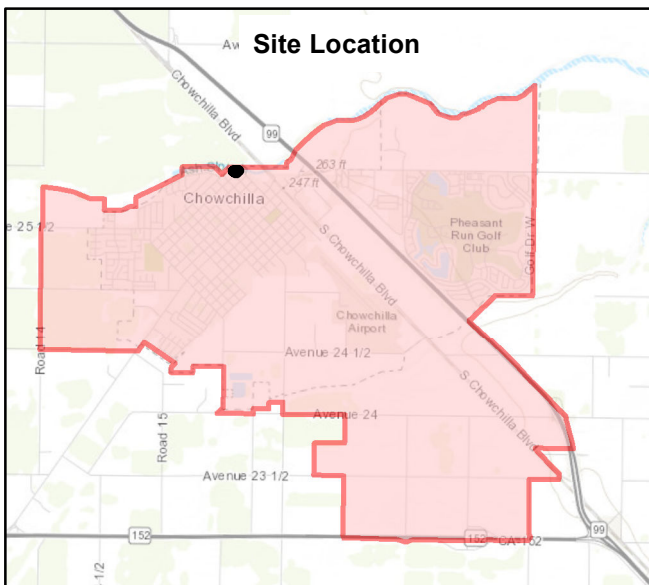 Av
Site Location
Chowchilla Blvd
99
263 ft
247 ft
Chowchilla
e 25 1/2
S Chowchilla Blvd
Pheasant
Run Golf
Club
Golf Dr W
Chowchilla
Airport
Road 14
Avenue 24 1/2
S Chowchilla Blvd
Avenue 24
Road 15
Avenue 23 1/2
152
152
CA-152
99
1/2